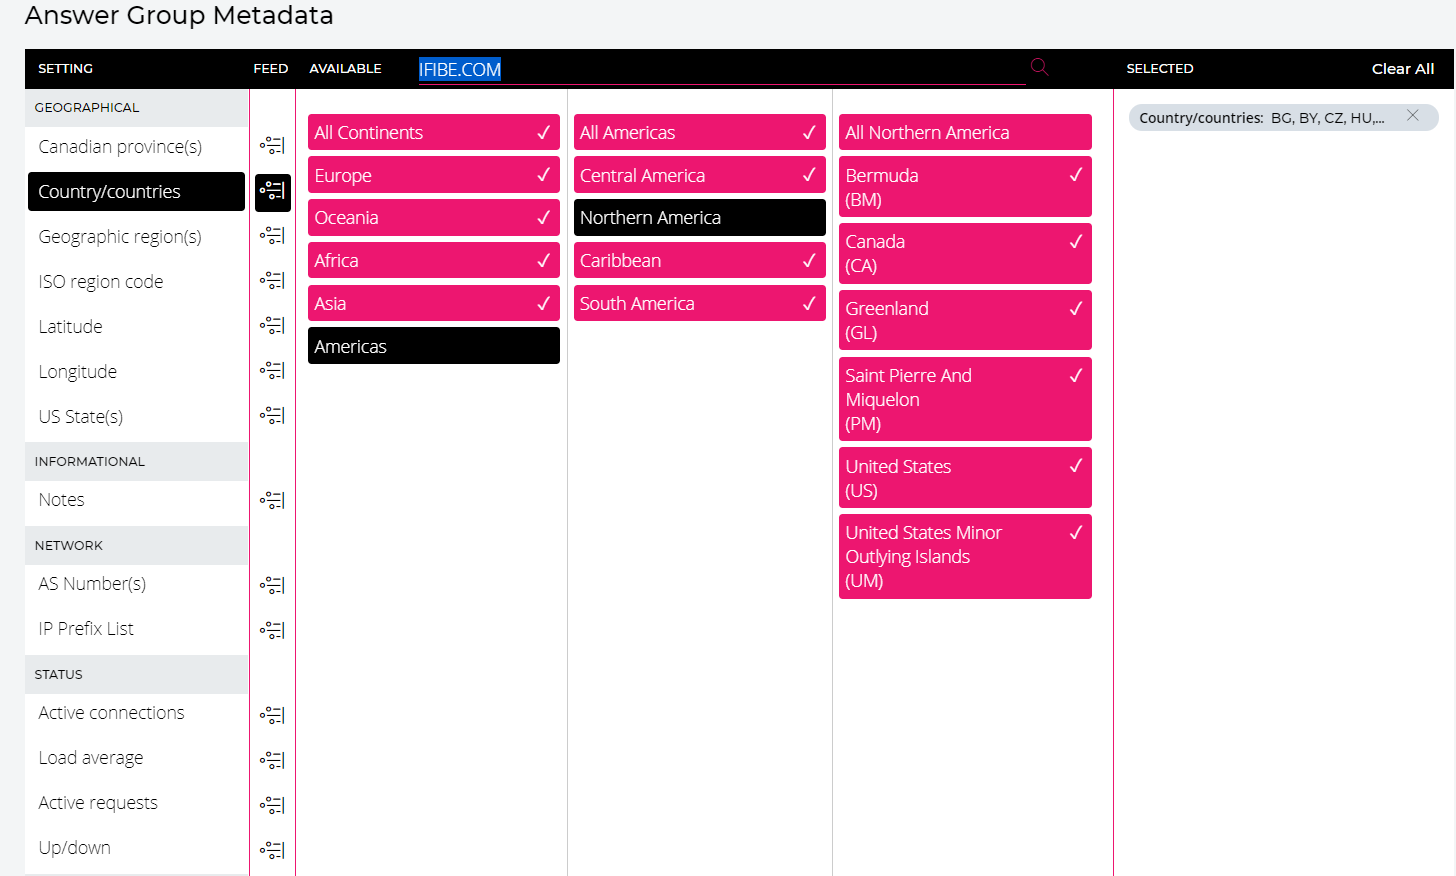 Answer Group Metadata
SETTING
FEED
AVAILABLE
IFIBE.COM
SELECTED
Clear All
GEOGRAPHICAL
Canadian province(s)
Country/countries
Geographic region(s)
ISO region code
Latitude
Longitude
US State(s)
INFORMATIONAL
Notes
NETWORK
AS Number(s)
IP Prefix List
STATUS
Active connections
Load average
Active requests
Up/down
All Continents
Europe
Oceania
Africa
Asia
Americas
All Americas
Central America
Northern America
Caribbean
South America
All Northern America
Bermuda
(BM)
Canada
(CA)
Greenland
(GL)
Saint Pierre And
Miquelon
(PM)
United States
(US)
United States Minor
Outlying Islands
(UM)
Country/countries: BG, BY, CZ, HU,...